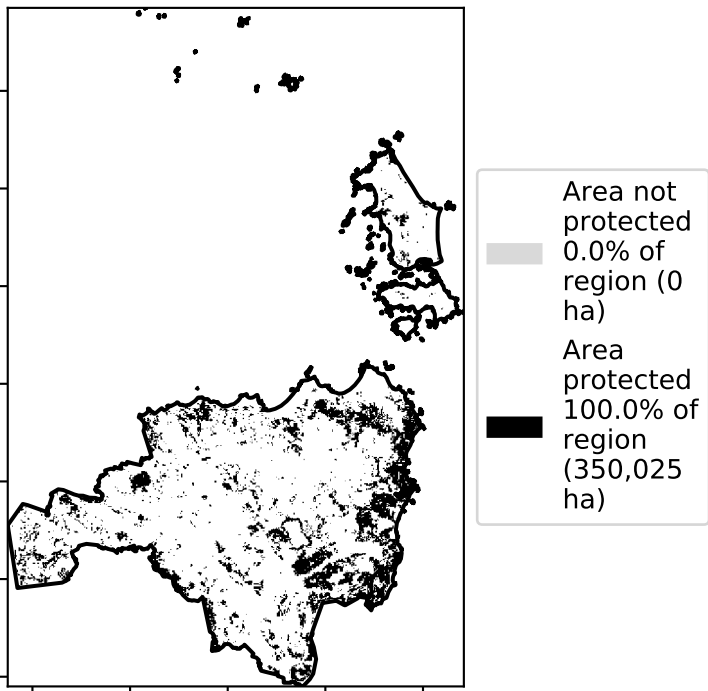 Area not
protected
0.0% of
region (0
ha)
Area
protected
100.0% of
region
(350,025
ha)